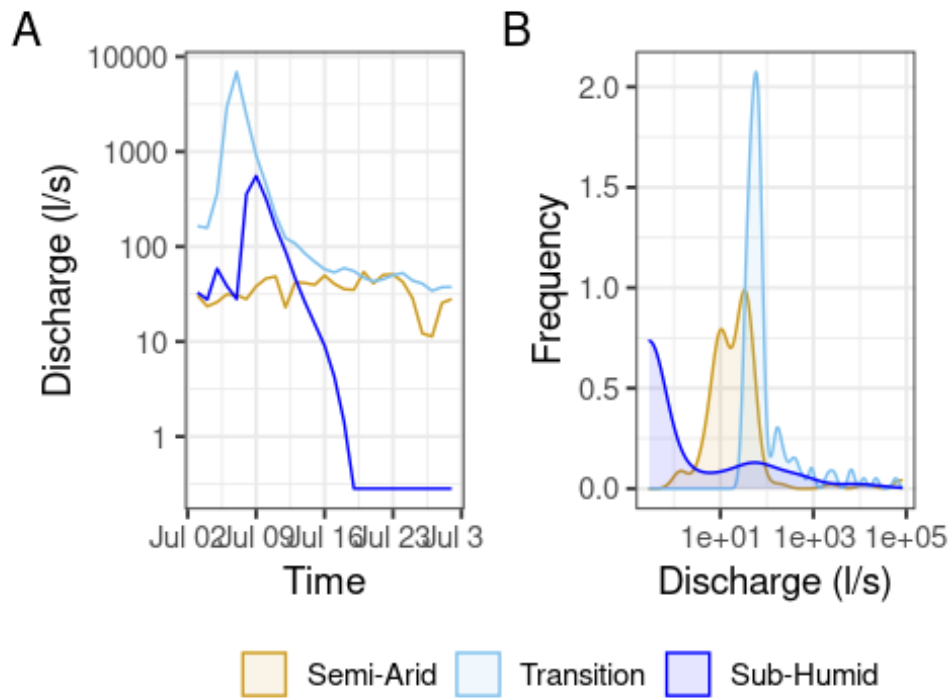 A
B
Discharge (l/s)
10000
1000
100
10
1
Jul 02 Jul 09 Jul 16 Jul 23 Jul 3
Time
Frequency
2.0
1.5
1.0
0.5
0.0
1e+01 1e+03 1e+05
Discharge (l/s)
Semi-Arid Transition Sub-Humid